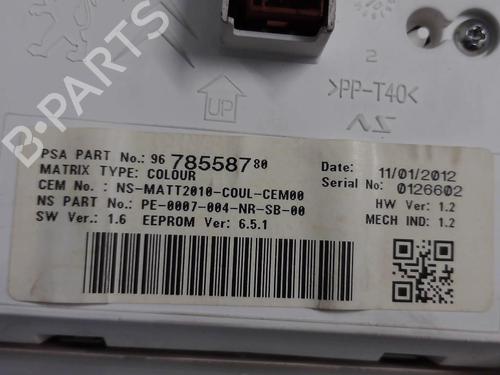 2
>PP-T40<
UP
B-PARTS
PSA PART No.: 96 785587 80
MATRIX TYPE: COLOUR
CEM No. : NS-MATT2010-COUL-CEM00
NS PART No.: PE-0007-004-NR-SB-00
SW Ver.: 1.6 EEPROM Ver: 6.5.1
Date: 11/01/2012
Serial No: 0126602
HW Ver: 1.2
MECH IND: 1.2